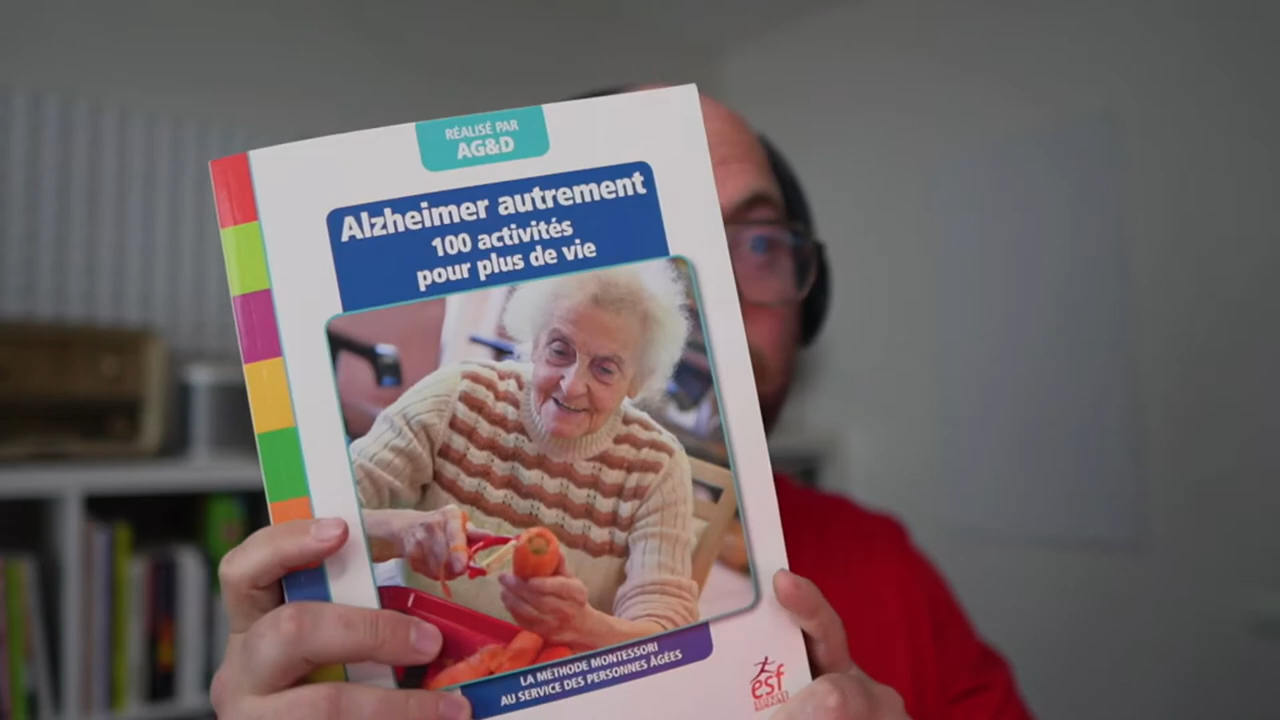 RÉALISÉ PAR
AG&D
Alzheimer autrement
100 activités
pour plus de vie
LA MÉTHODE MONTESSORI
AU SERVICE DES PERSONNES ÂGÉES
esf